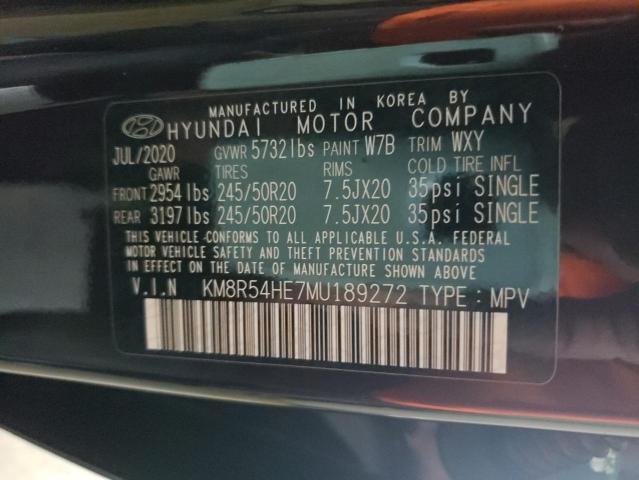 MANUFACTURED IN KOREA BY
HYUNDAI MOTOR COMPANY
JUL/2020 GVWR 5732lbs PAINT W7B TRIM WXY
GAWR TIRES RIMS COLD TIRE INFL
FRONT 2954lbs 245/50R20 7.5JX20 35psi SINGLE
REAR 3197lbs 245/50R20 7.5JX20 35psi SINGLE
THIS VEHICLE CONFORMS TO ALL APPLICABLE U.S.A. FEDERAL
MOTOR VEHICLE SAFETY AND THEFT PREVENTION STANDARDS
IN EFFECT ON THE DATE OF MANUFACTURE SHOWN ABOVE
V.I.N KM8R54HE7MU189272 TYPE : MPV